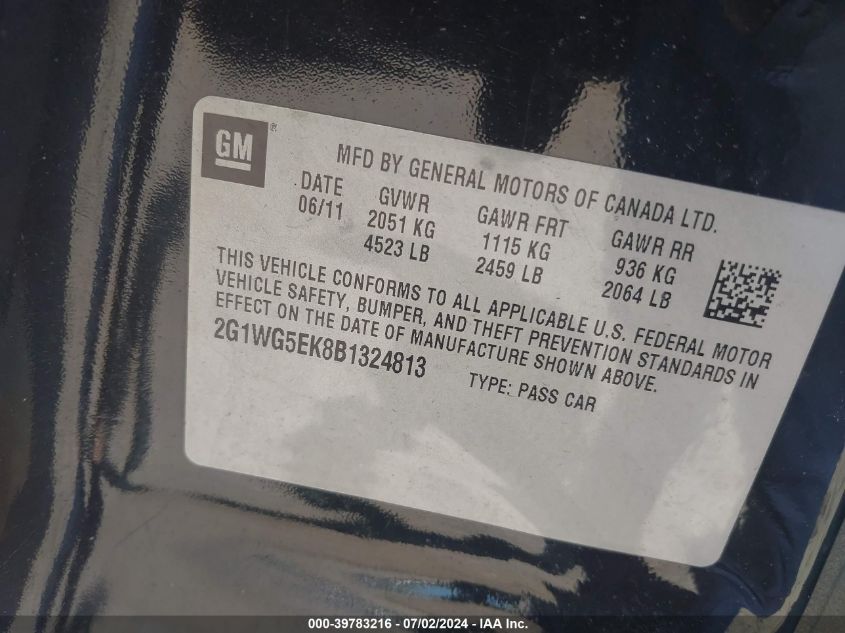 GM®
MFD BY GENERAL MOTORS OF CANADA LTD.
DATE GVWR GAWR FRT GAWR RR
06/11 2051 KG 1115 KG 936 KG
4523 LB 2459 LB 2064 LB
THIS VEHICLE CONFORMS TO ALL APPLICABLE U.S. FEDERAL MOTOR
VEHICLE SAFETY, BUMPER, AND THEFT PREVENTION STANDARDS IN
EFFECT ON THE DATE OF MANUFACTURE SHOWN ABOVE.
2G1WG5EK8B1324813 TYPE: PASS CAR
000-39783216 - 07/02/2024 - IAA Inc.